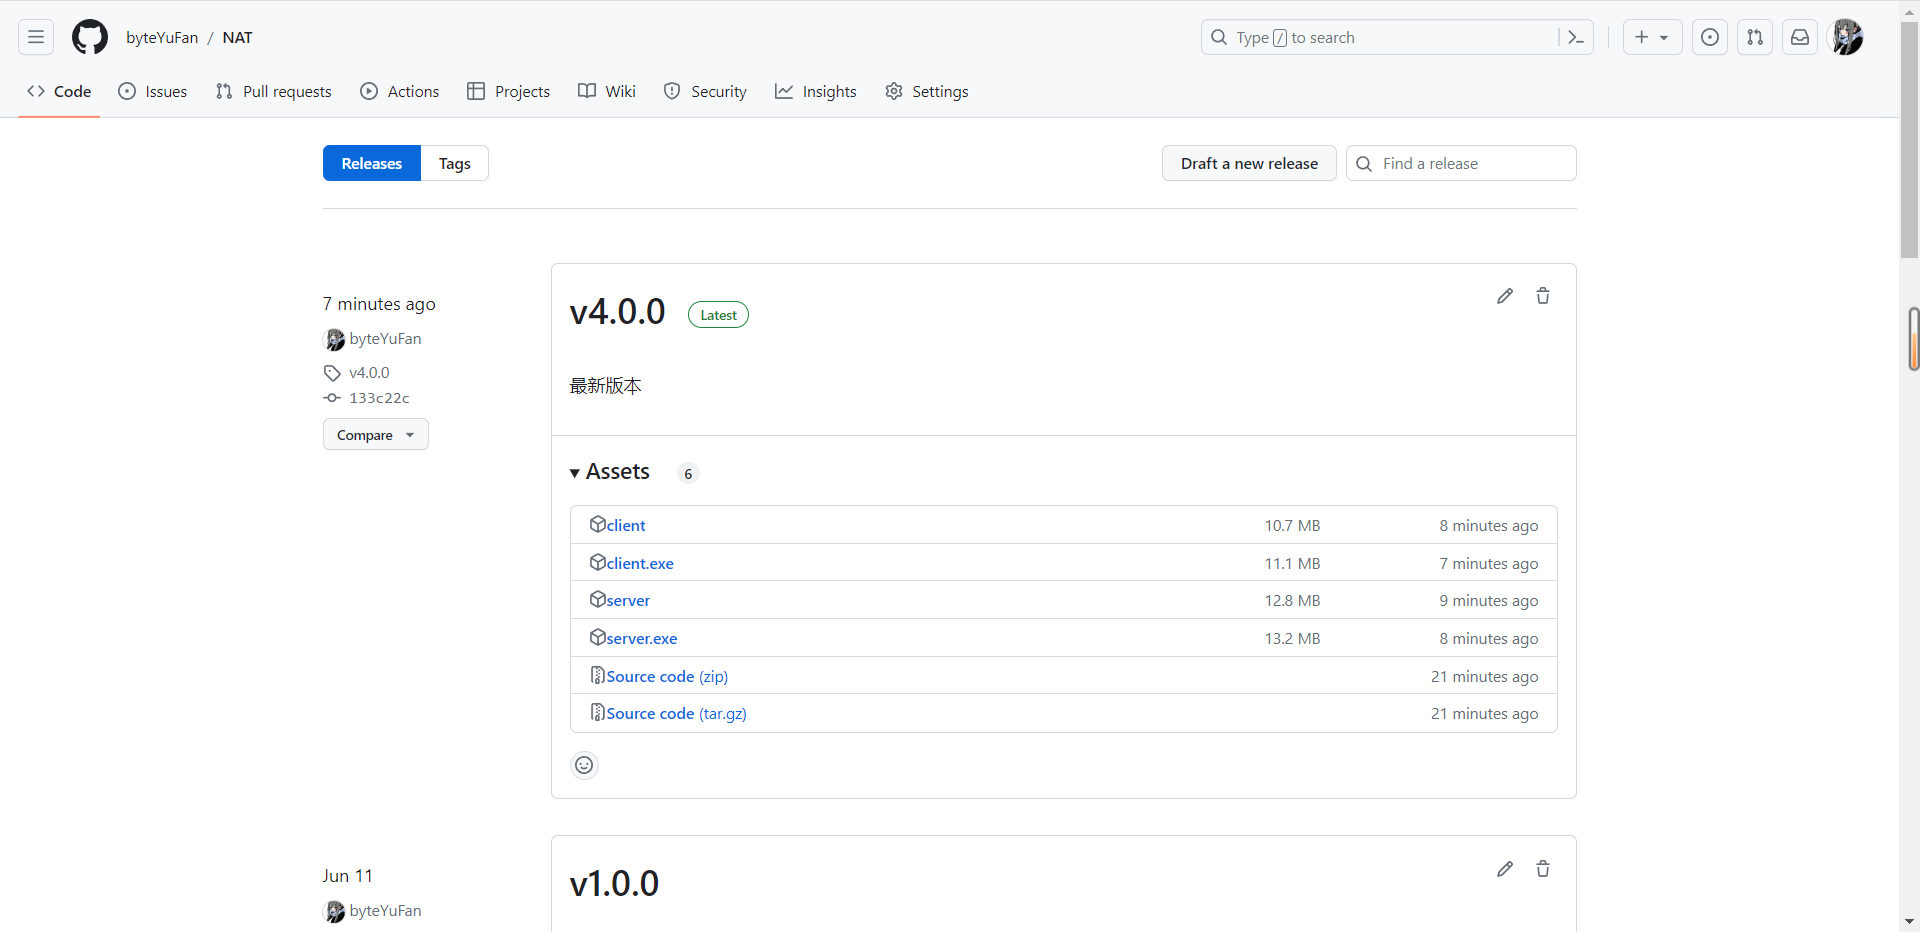 byteYuFan / NAT
Type / to search
Code Issues Pull requests Actions Projects Wiki Security Insights Settings
Releases Tags
Draft a new release
Find a release
7 minutes ago
byteYuFan
v4.0.0
133c22c
Compare
v4.0.0 Latest
最新版本
Assets 6
client 10.7 MB 8 minutes ago
client.exe 11.1 MB 7 minutes ago
server 12.8 MB 9 minutes ago
server.exe 13.2 MB 8 minutes ago
Source code (zip) 21 minutes ago
Source code (tar.gz) 21 minutes ago
Jun 11
byteYuFan
v1.0.0